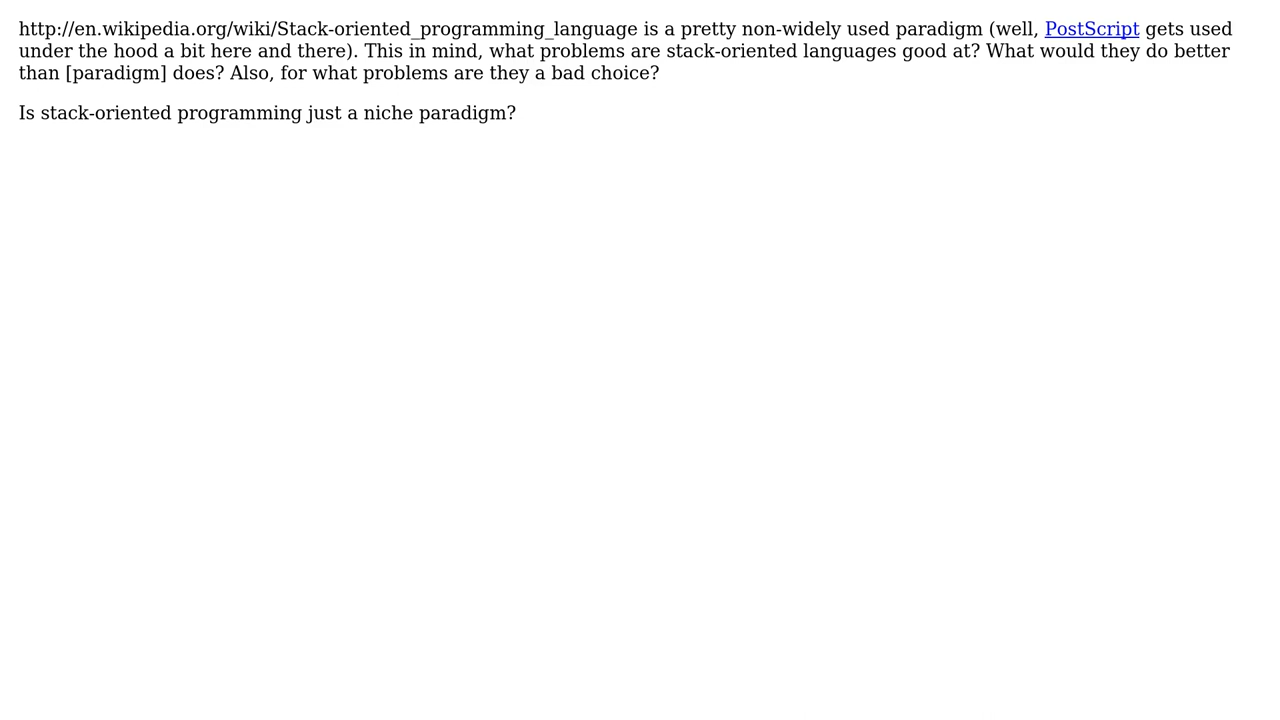 http://en.wikipedia.org/wiki/Stack-oriented_programming_language is a pretty non-widely used paradigm (well, PostScript gets used
under the hood a bit here and there). This in mind, what problems are stack-oriented languages good at? What would they do better
than [paradigm] does? Also, for what problems are they a bad choice?
Is stack-oriented programming just a niche paradigm?